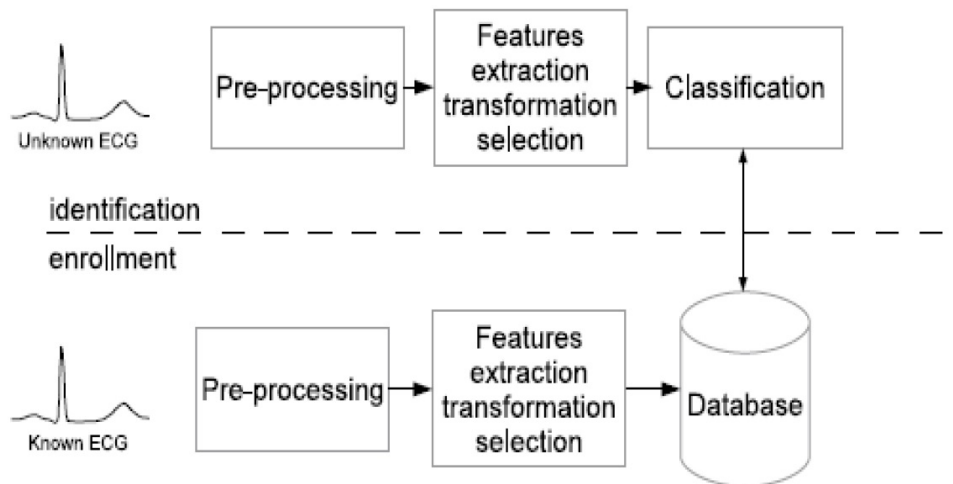 Unknown ECG
Pre-processing
Features
extraction
transformation
selection
Classification
identification
enrollment
Known ECG
Pre-processing
Features
extraction
transformation
selection
Database